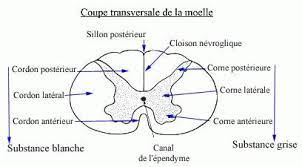 Coupe transversale de la moelle
Sillon postérieur
Cloison névroglique
Cordon postérieur
Corne postérieure
Cordon latéral
Corne latérale
Cordon antérieur
Corne antérieure
Substance blanche
Canal
de l'épendyme
Substance grise